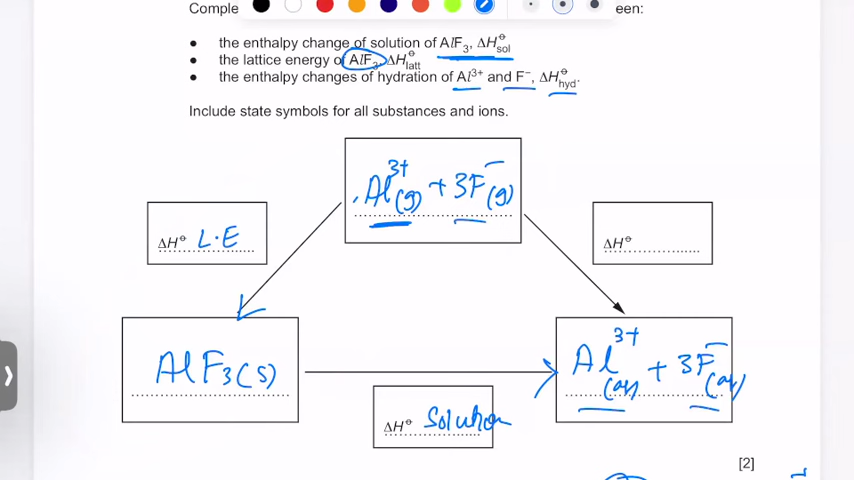 Comple
een:
• the enthalpy change of solution of AlF₃, ΔH⦵sol
• the lattice energy of AlF₃, ΔH⦵latt
• the enthalpy changes of hydration of Al³⁺ and F⁻, ΔH⦵hyd.
Include state symbols for all substances and ions.
Al³⁺(g) + 3F⁻(g)
ΔH⦵ L.E
ΔH⦵
AlF₃(s)
Al³⁺(aq) + 3F⁻(aq)
ΔH⦵ Solution
[2]